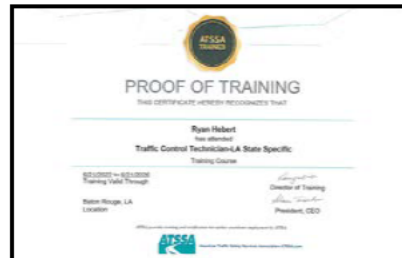 ATSSA
TRAINED
PROOF OF TRAINING
THIS CERTIFICATE HEREBY RECOGNIZES THAT
Ryan Hebert
has attended
Traffic Control Technician-LA State Specific
Training Course
Training Valid Through
Director of Training
Baton Rouge, LA
Location
President, CEO
ATSSA